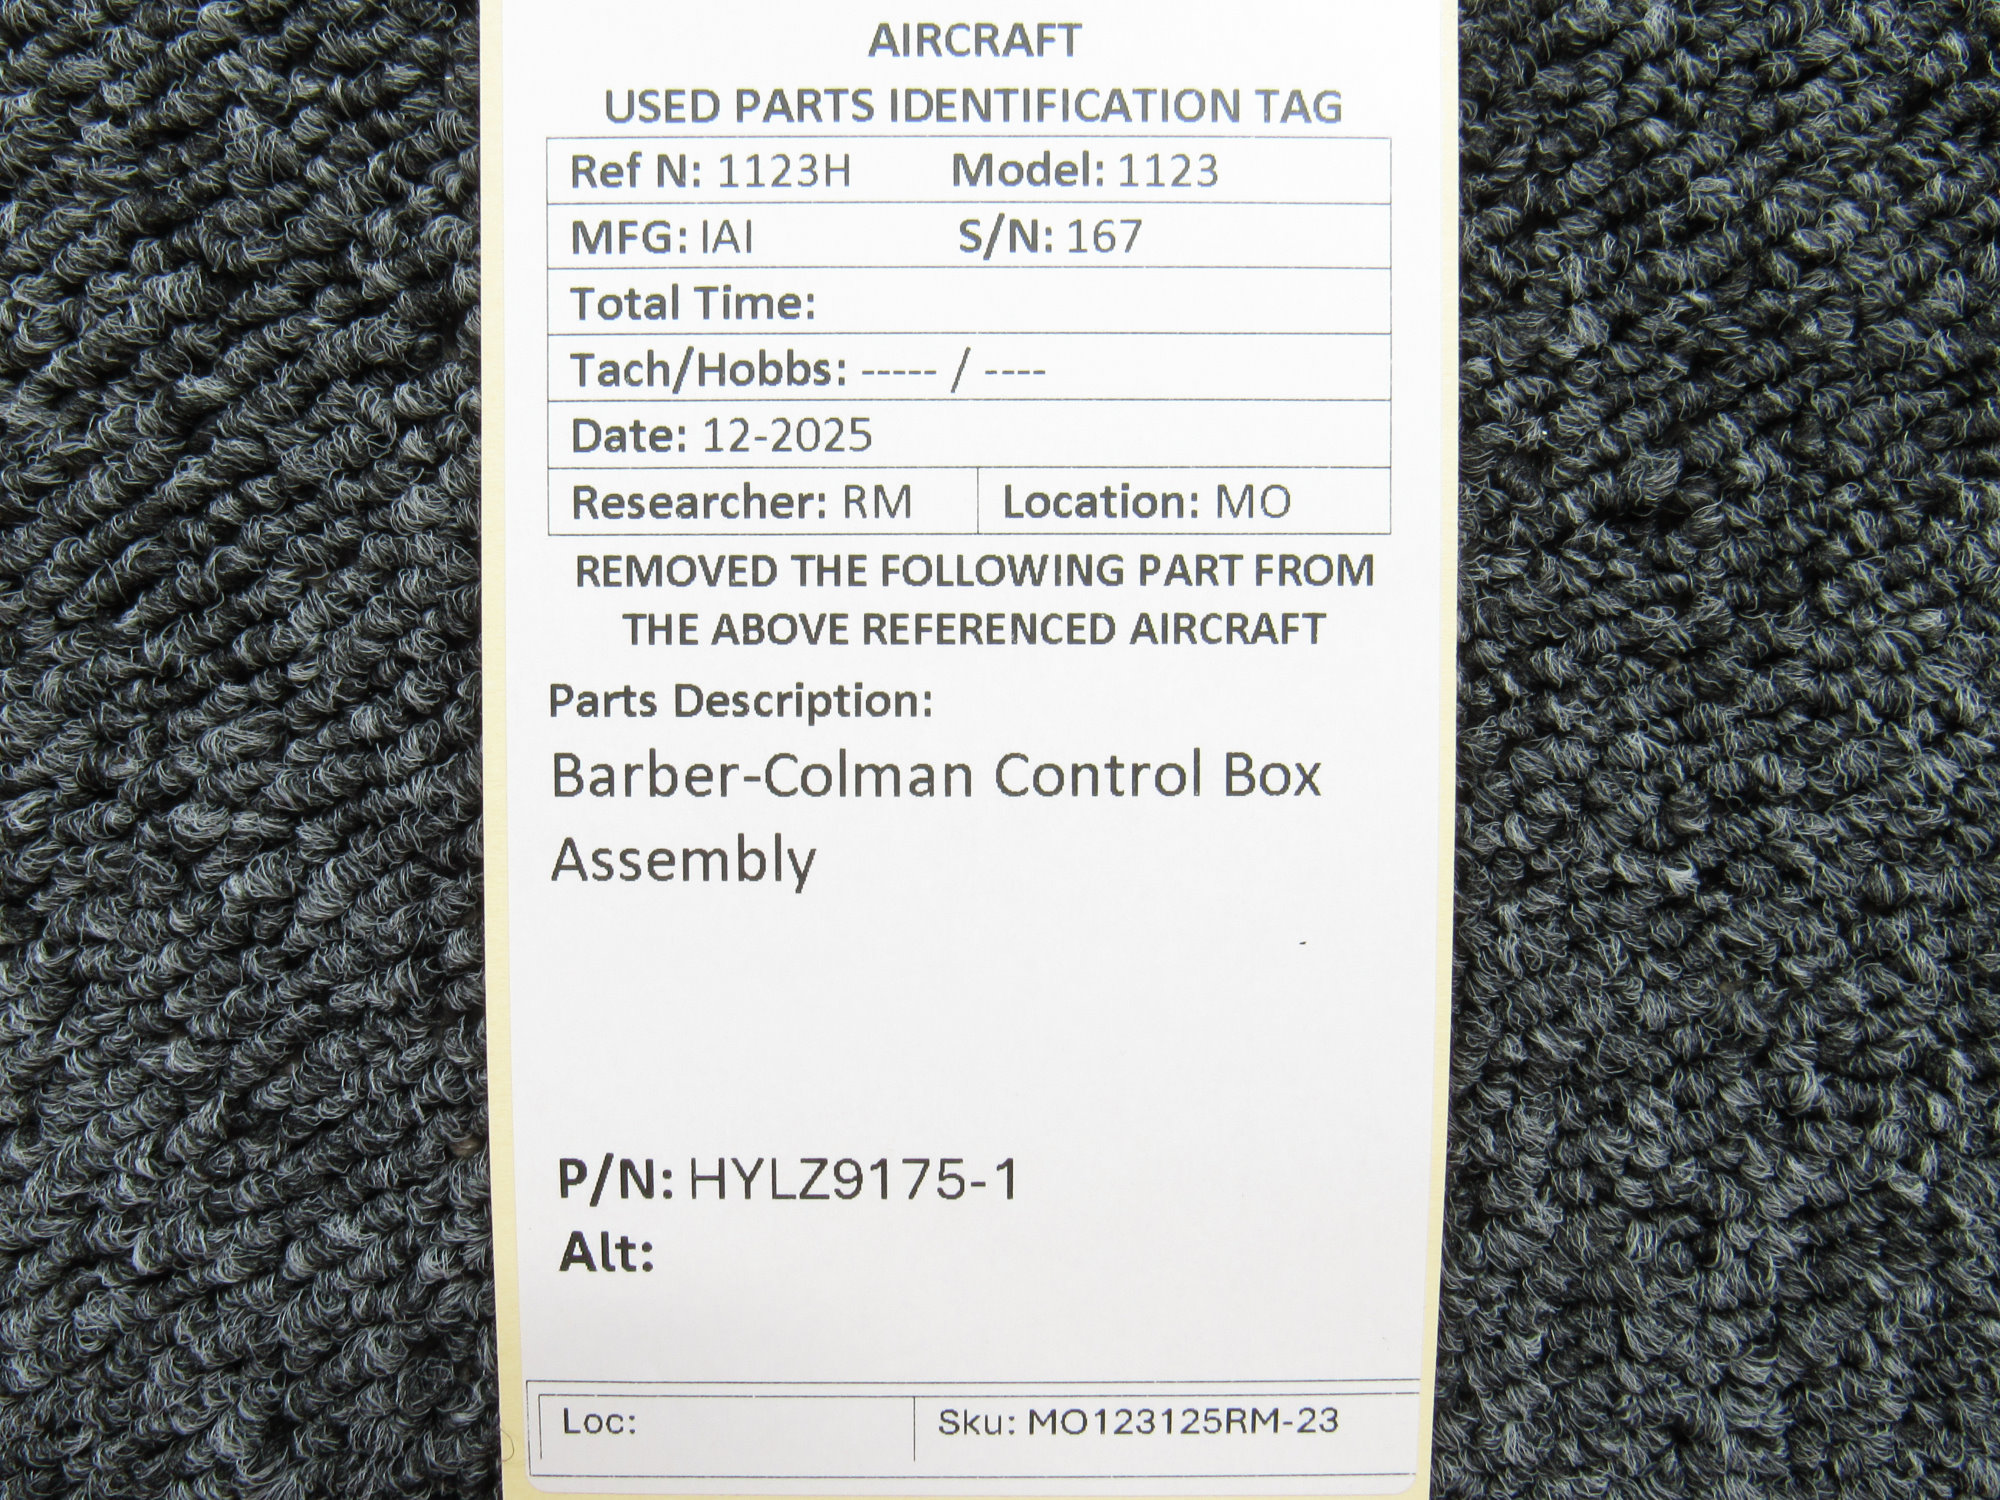 AIRCRAFT
USED PARTS IDENTIFICATION TAG
Ref N: 1123H Model: 1123
MFG: IAI S/N: 167
Total Time:
Tach/Hobbs: ----- / ----
Date: 12-2025
Researcher: RM Location: MO
REMOVED THE FOLLOWING PART FROM
THE ABOVE REFERENCED AIRCRAFT
Parts Description:
Barber-Colman Control Box
Assembly
P/N: HYLZ9175-1
Alt:
Loc: Sku: MO123125RM-23